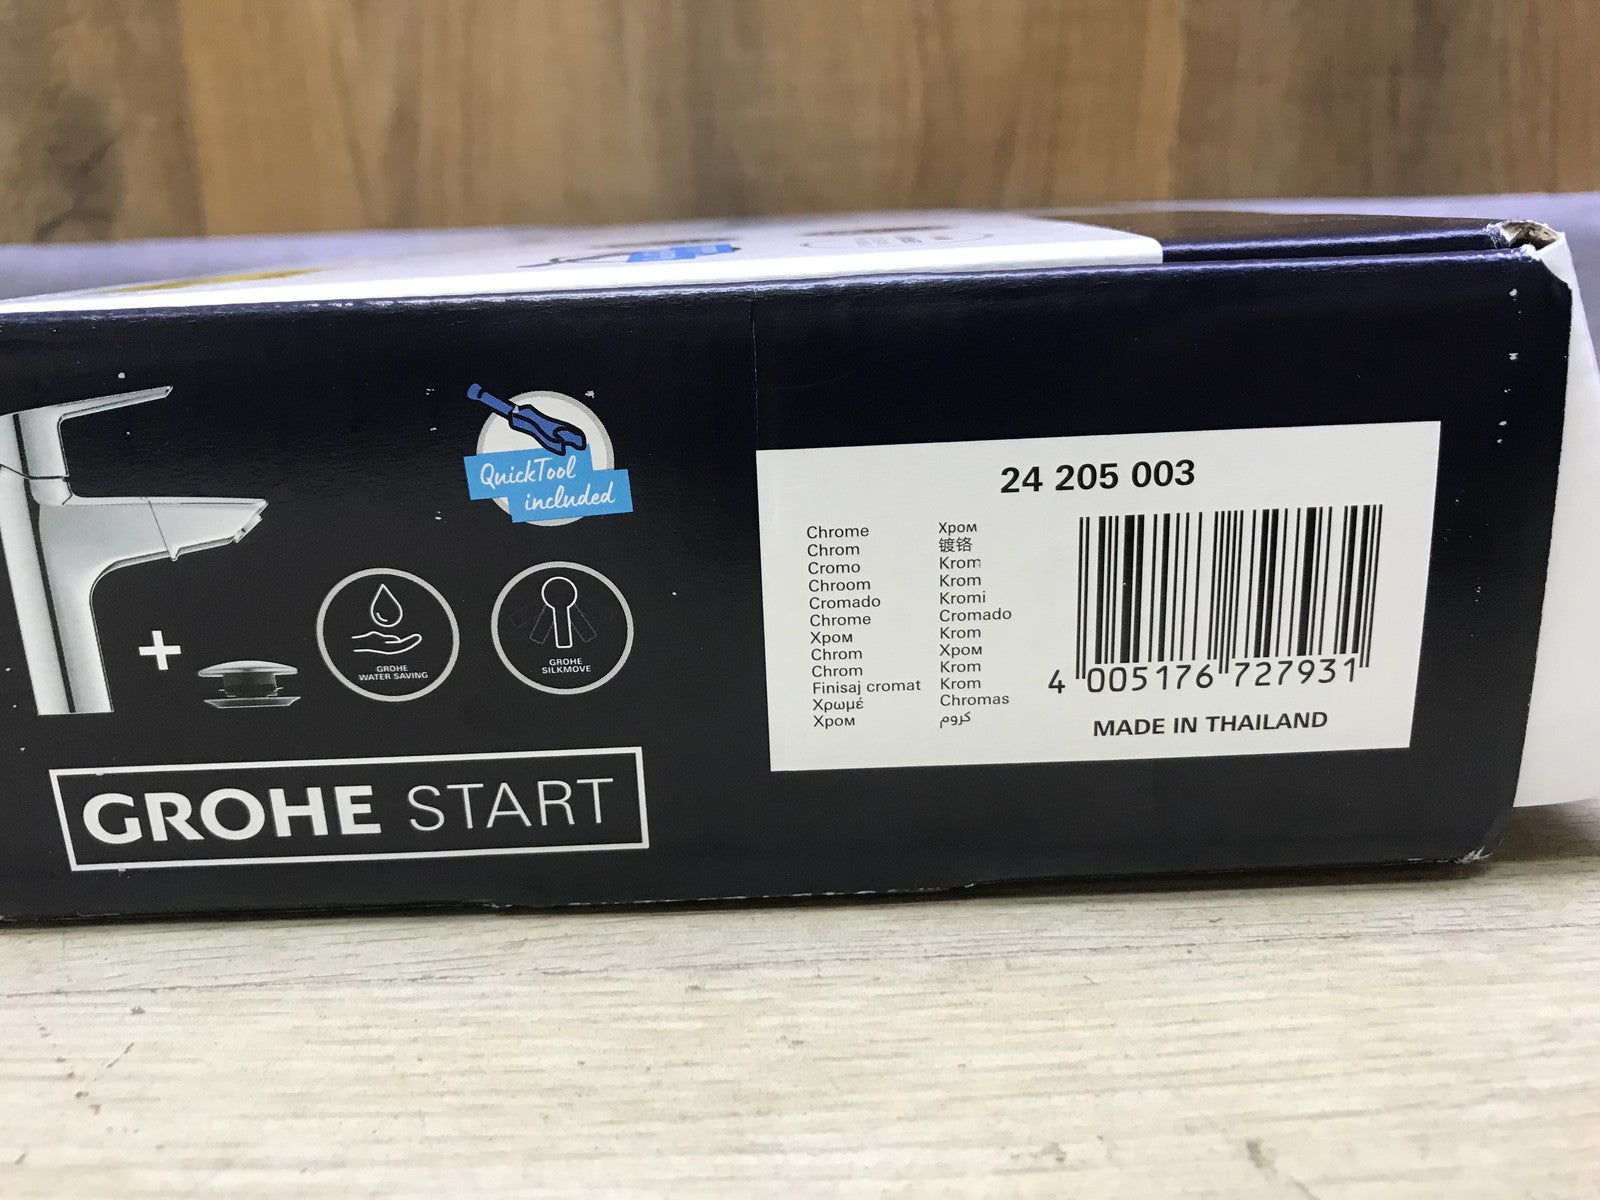 QuickTool
included
GROHE
WATER SAVING
GROHE
SILKMOVE
GROHE START
24 205 003
Chrome
Chrom
Cromo
Chroom
Cromado
Chrome
Хром
Chrom
Chrom
Finisaj cromat
Χρωμέ
Хром
Хром
镀铬
Krom
Krom
Kromi
Cromado
Krom
Хром
Krom
Krom
Chromas
كروم
4 005176 727931
MADE IN THAILAND